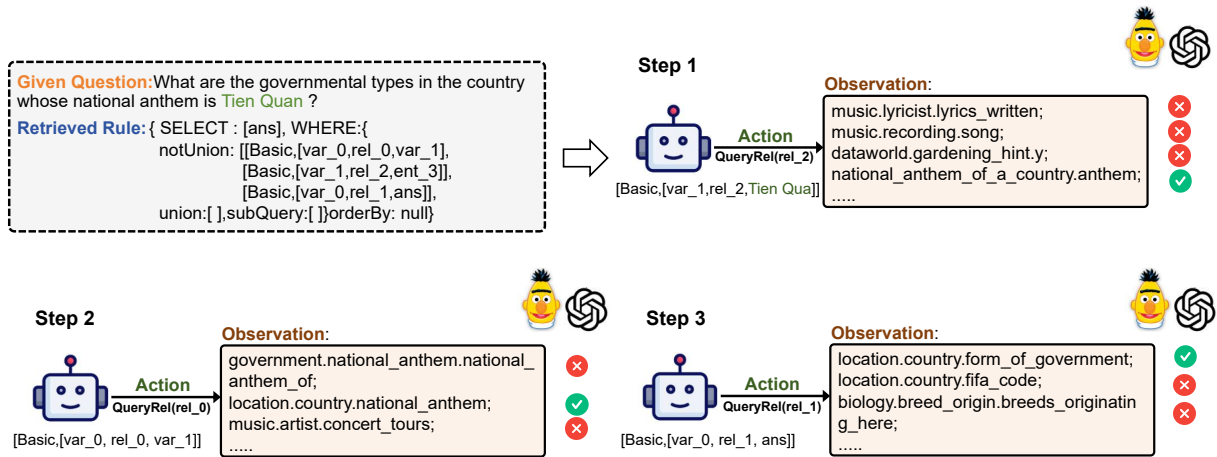 Given Question:What are the governmental types in the country
whose national anthem is Tien Quan ?
Retrieved Rule: { SELECT : [ans], WHERE:{
notUnion: [[Basic,[var_0,rel_0,var_1],
[Basic,[var_1,rel_2,ent_3]],
[Basic,[var_0,rel_1,ans]],
union:[ ],subQuery:[ ]}orderBy: null}
Step 1
Action
QueryRel(rel_2)
[Basic,[var_1,rel_2,Tien Qua]]
Observation:
music.lyricist.lyrics_written;
music.recording.song;
dataworld.gardening_hint.y;
national_anthem_of_a_country.anthem;
.....
Step 2
Action
QueryRel(rel_0)
[Basic,[var_0, rel_0, var_1]]
Observation:
government.national_anthem.national_
anthem_of;
location.country.national_anthem;
music.artist.concert_tours;
.....
Step 3
Action
QueryRel(rel_1)
[Basic,[var_0, rel_1, ans]]
Observation:
location.country.form_of_government;
location.country.fifa_code;
biology.breed_origin.breeds_originatin
g_here;
.....